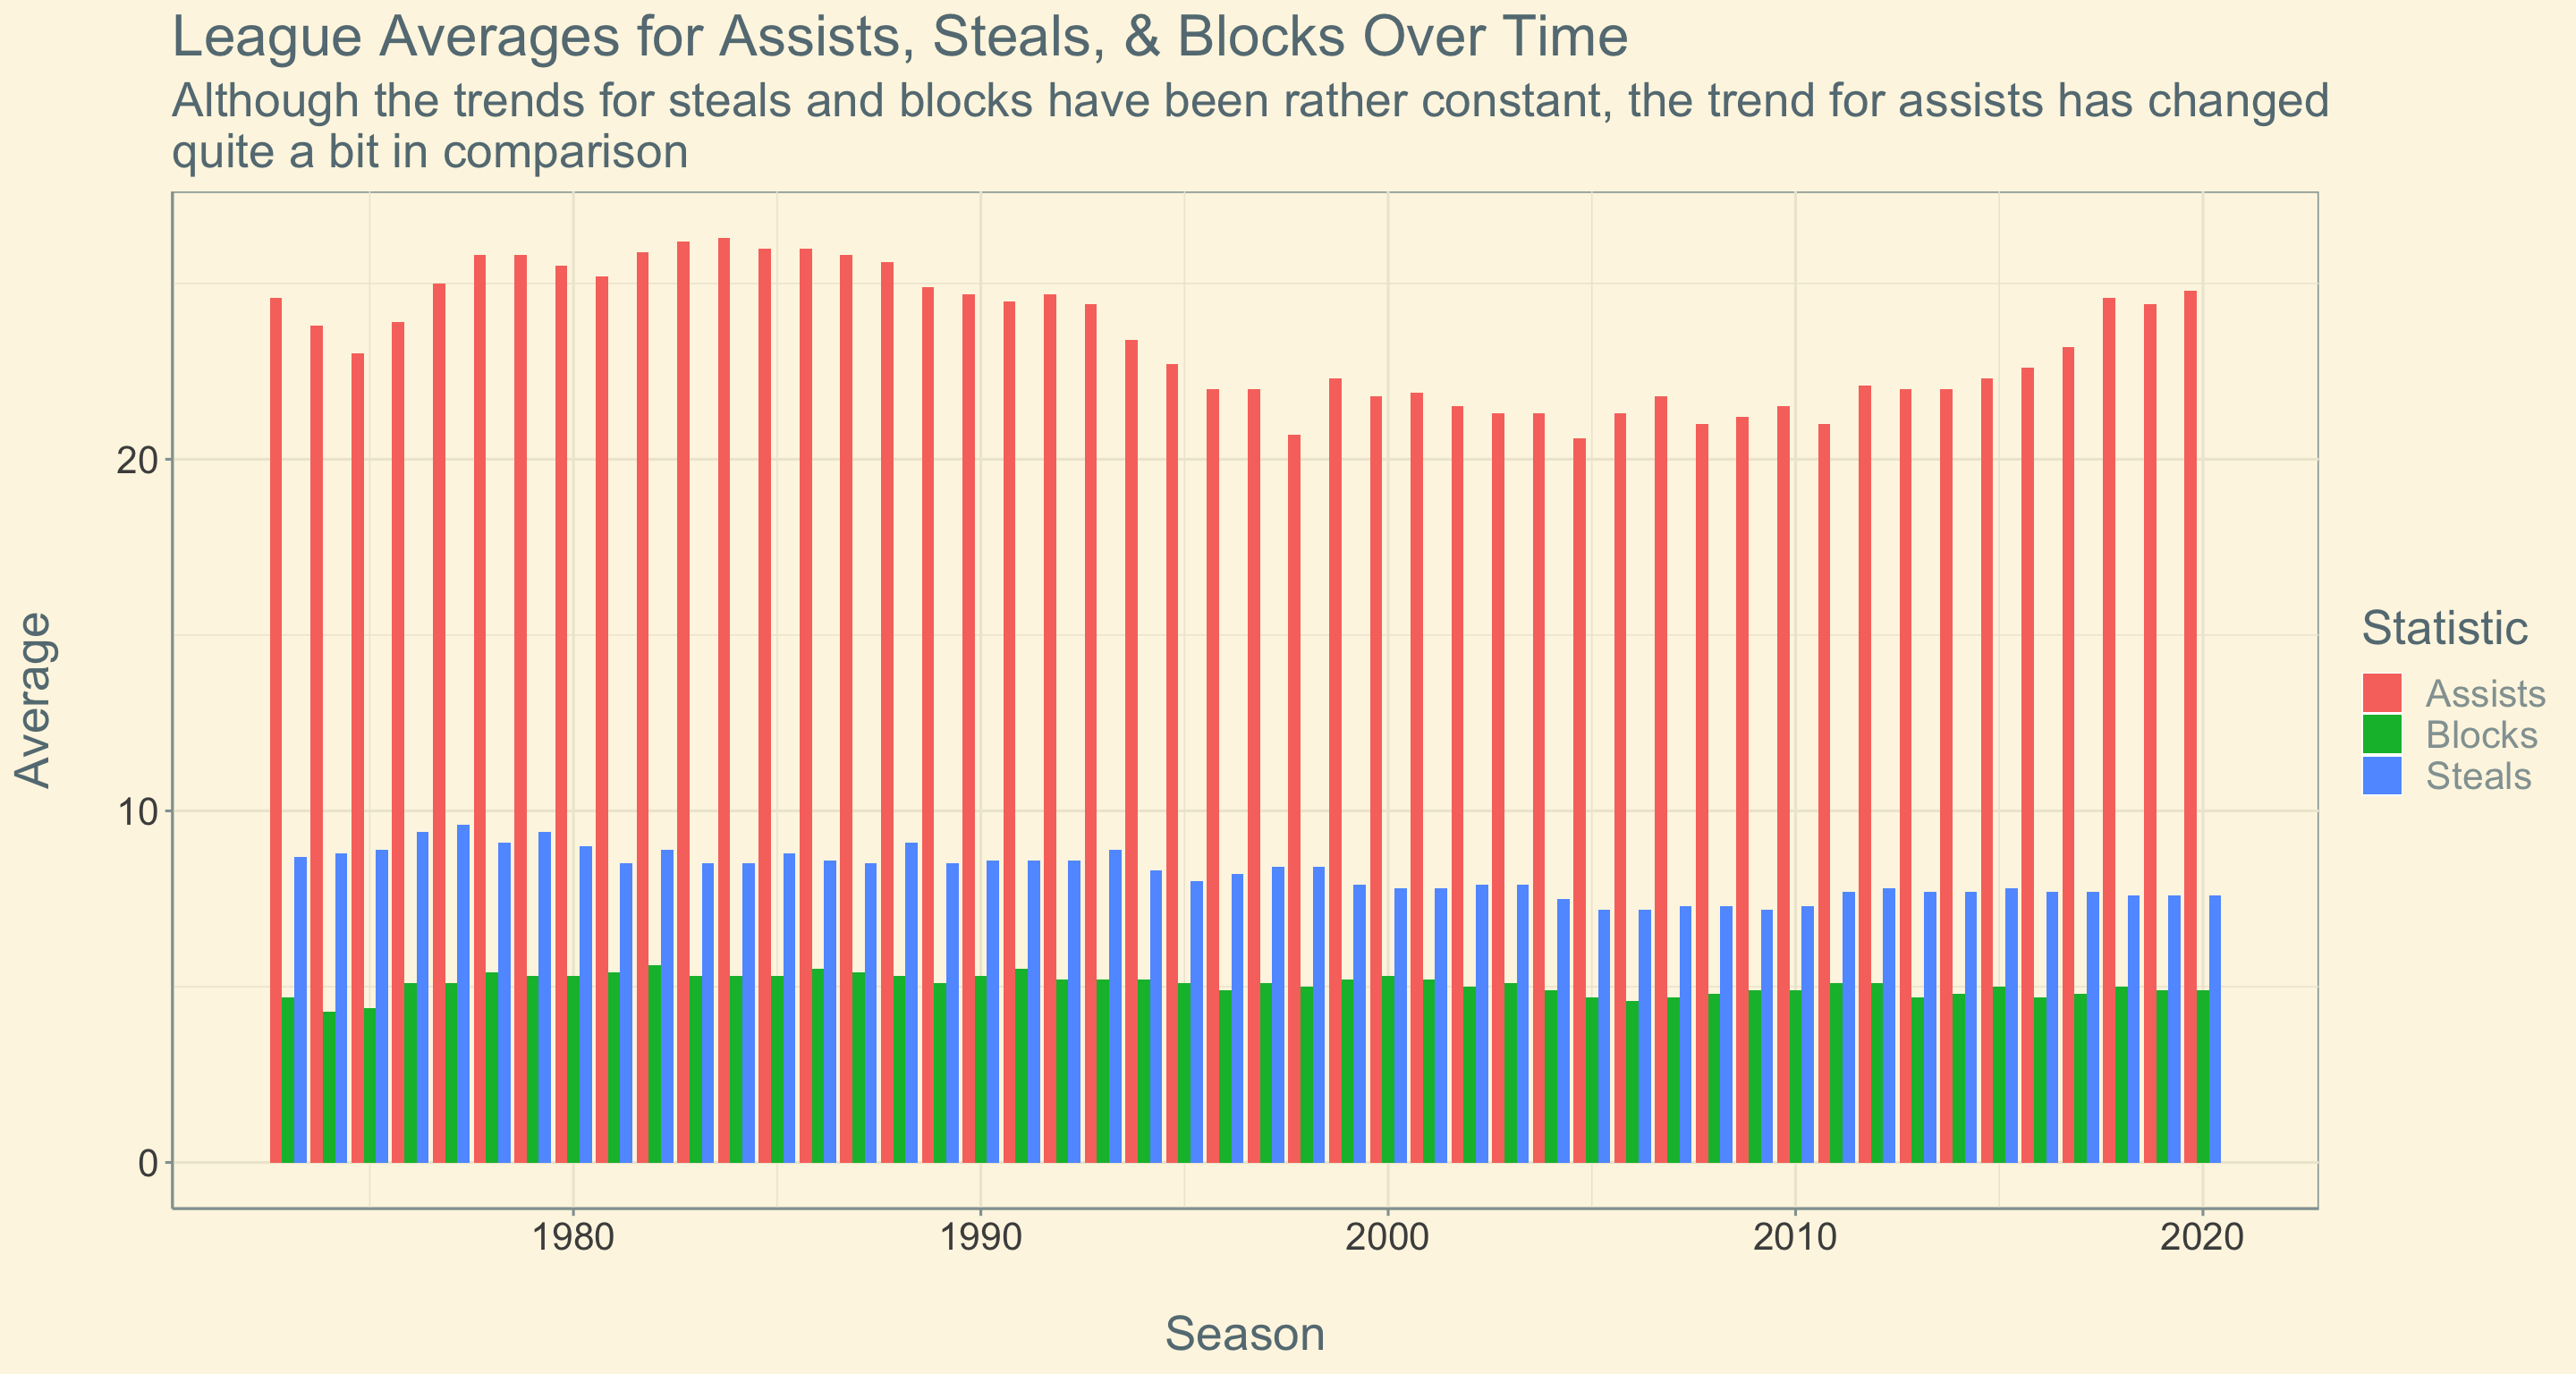 League Averages for Assists, Steals, & Blocks Over Time
Although the trends for steals and blocks have been rather constant, the trend for assists has changed
quite a bit in comparison
20
10
0
Average
1980 1990 2000 2010 2020
Season
Statistic
Assists
Blocks
Steals